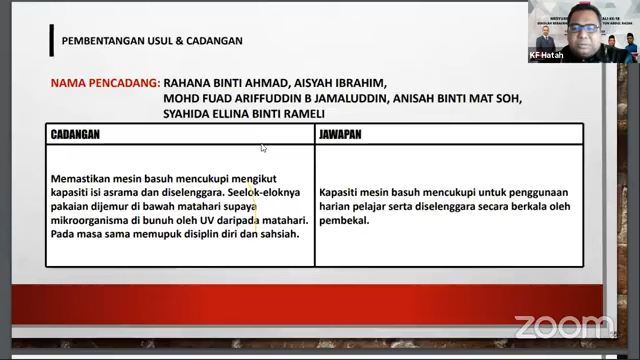 PEMBENTANGAN USUL & CADANGAN
KF Hatah
NAMA PENCADANG: RAHANA BINTI AHMAD, AISYAH IBRAHIM,
MOHD FUAD ARIFFUDDIN B JAMALUDDIN, ANISAH BINTI MAT SOH,
SYAHIDA ELLINA BINTI RAMELI
CADANGAN
Memastikan mesin basuh mencukupi mengikut
kapasiti isi asrama dan diselenggara. Seelok-eloknya
pakaian dijemur di bawah matahari supaya
mikroorganisma di bunuh oleh UV daripada matahari.
Pada masa sama memupuk disiplin diri dan sahsiah.
JAWAPAN
Kapasiti mesin basuh mencukupi untuk penggunaan
harian pelajar serta diselenggara secara berkala oleh
pembekal.
zoom